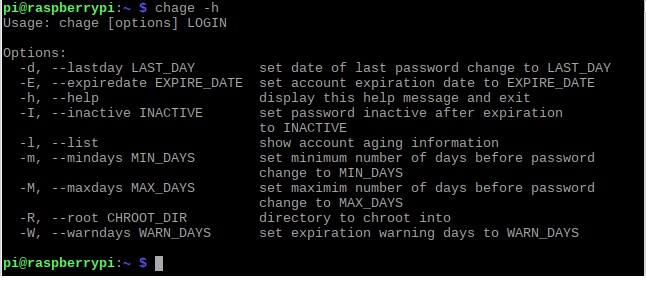 pi@raspberrypi:~ $ chage -h
Usage: chage [options] LOGIN

Options:
  -d, --lastday LAST_DAY        set date of last password change to LAST_DAY
  -E, --expiredate EXPIRE_DATE  set account expiration date to EXPIRE_DATE
  -h, --help                    display this help message and exit
  -I, --inactive INACTIVE       set password inactive after expiration
                                to INACTIVE
  -l, --list                    show account aging information
  -m, --mindays MIN_DAYS        set minimum number of days before password
                                change to MIN_DAYS
  -M, --maxdays MAX_DAYS        set maximim number of days before password
                                change to MAX_DAYS
  -R, --root CHROOT_DIR         directory to chroot into
  -W, --warndays WARN_DAYS      set expiration warning days to WARN_DAYS

pi@raspberrypi:~ $